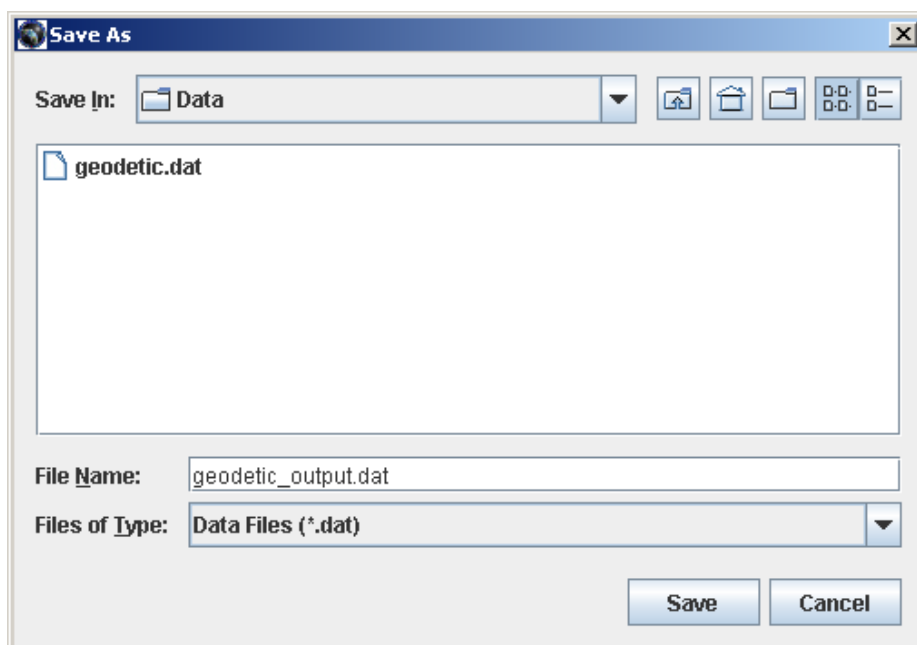 Save As
Save In: Data
geodetic.dat
File Name: geodetic_output.dat
Files of Type: Data Files (*.dat)
Save Cancel